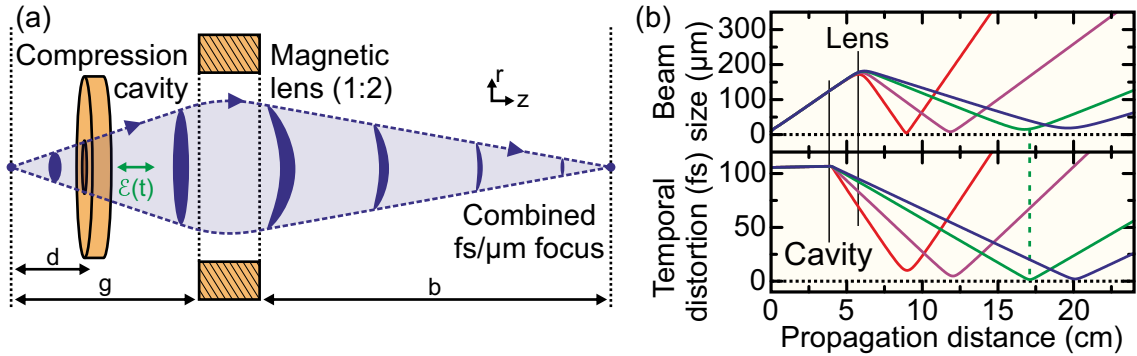 (a)
Compression
cavity
Magnetic
lens (1:2)
r
z
ε(t)
Combined
fs/μm focus
d
g
b
(b)
Beam
size (μm)
300
200
100
0
Lens
Temporal
distortion (fs)
100
50
0
Cavity
0 5 10 15 20
Propagation distance (cm)